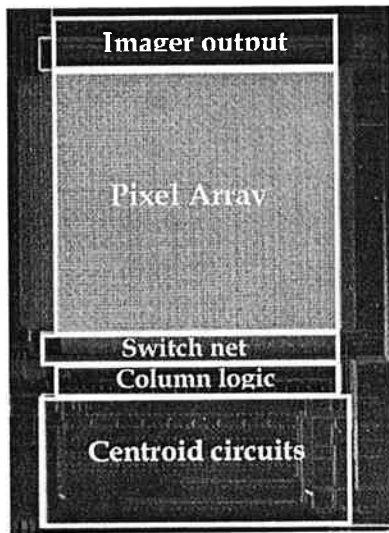 Imager output
Pixel Array
Switch net
Column logic
Centroid circuits